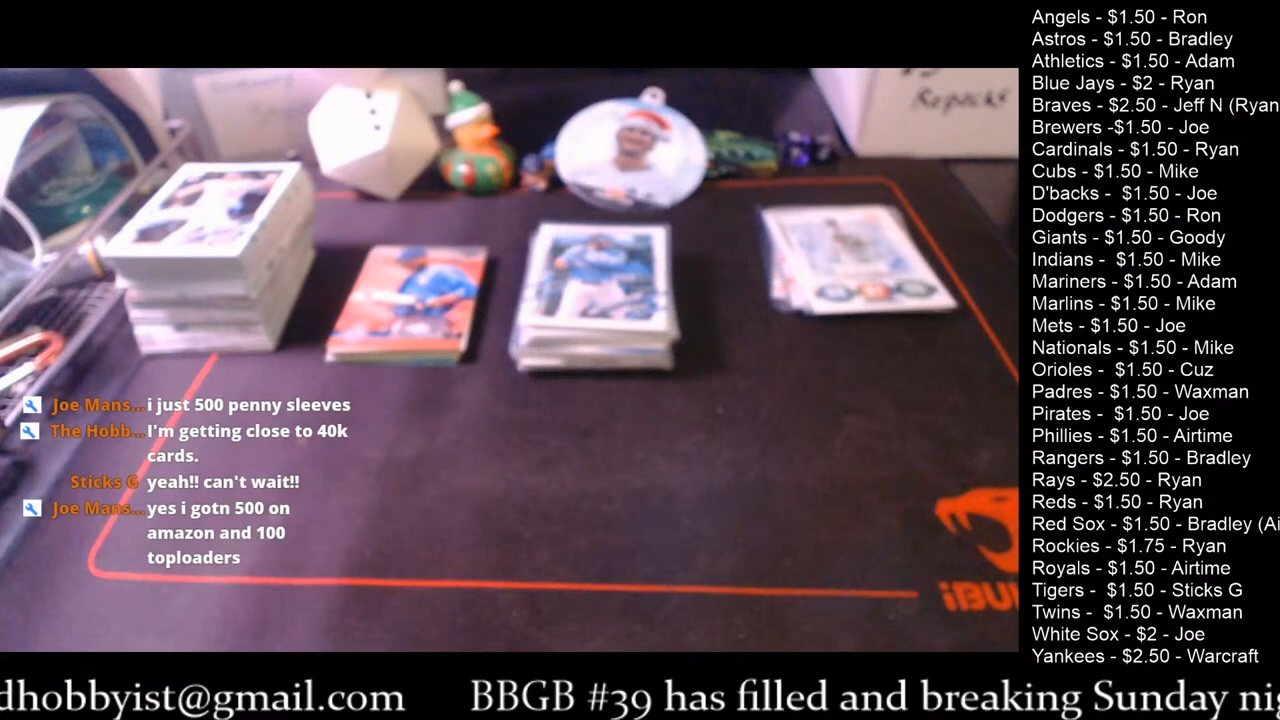 Repacks
Joe Mans... i just 500 penny sleeves
The Hobb... I'm getting close to 40k
cards.
Sticks G yeah!! can't wait!!
Joe Mans... yes i gotn 500 on
amazon and 100
toploaders
iBU
Angels - $1.50 - Ron
Astros - $1.50 - Bradley
Athletics - $1.50 - Adam
Blue Jays - $2 - Ryan
Braves - $2.50 - Jeff N (Ryan
Brewers -$1.50 - Joe
Cardinals - $1.50 - Ryan
Cubs - $1.50 - Mike
D'backs - $1.50 - Joe
Dodgers - $1.50 - Ron
Giants - $1.50 - Goody
Indians - $1.50 - Mike
Mariners - $1.50 - Adam
Marlins - $1.50 - Mike
Mets - $1.50 - Joe
Nationals - $1.50 - Mike
Orioles - $1.50 - Cuz
Padres - $1.50 - Waxman
Pirates - $1.50 - Joe
Phillies - $1.50 - Airtime
Rangers - $1.50 - Bradley
Rays - $2.50 - Ryan
Reds - $1.50 - Ryan
Red Sox - $1.50 - Bradley (Ai
Rockies - $1.75 - Ryan
Royals - $1.50 - Airtime
Tigers - $1.50 - Sticks G
Twins - $1.50 - Waxman
White Sox - $2 - Joe
Yankees - $2.50 - Warcraft
dhobbyist@gmail.com BBGB #39 has filled and breaking Sunday nig